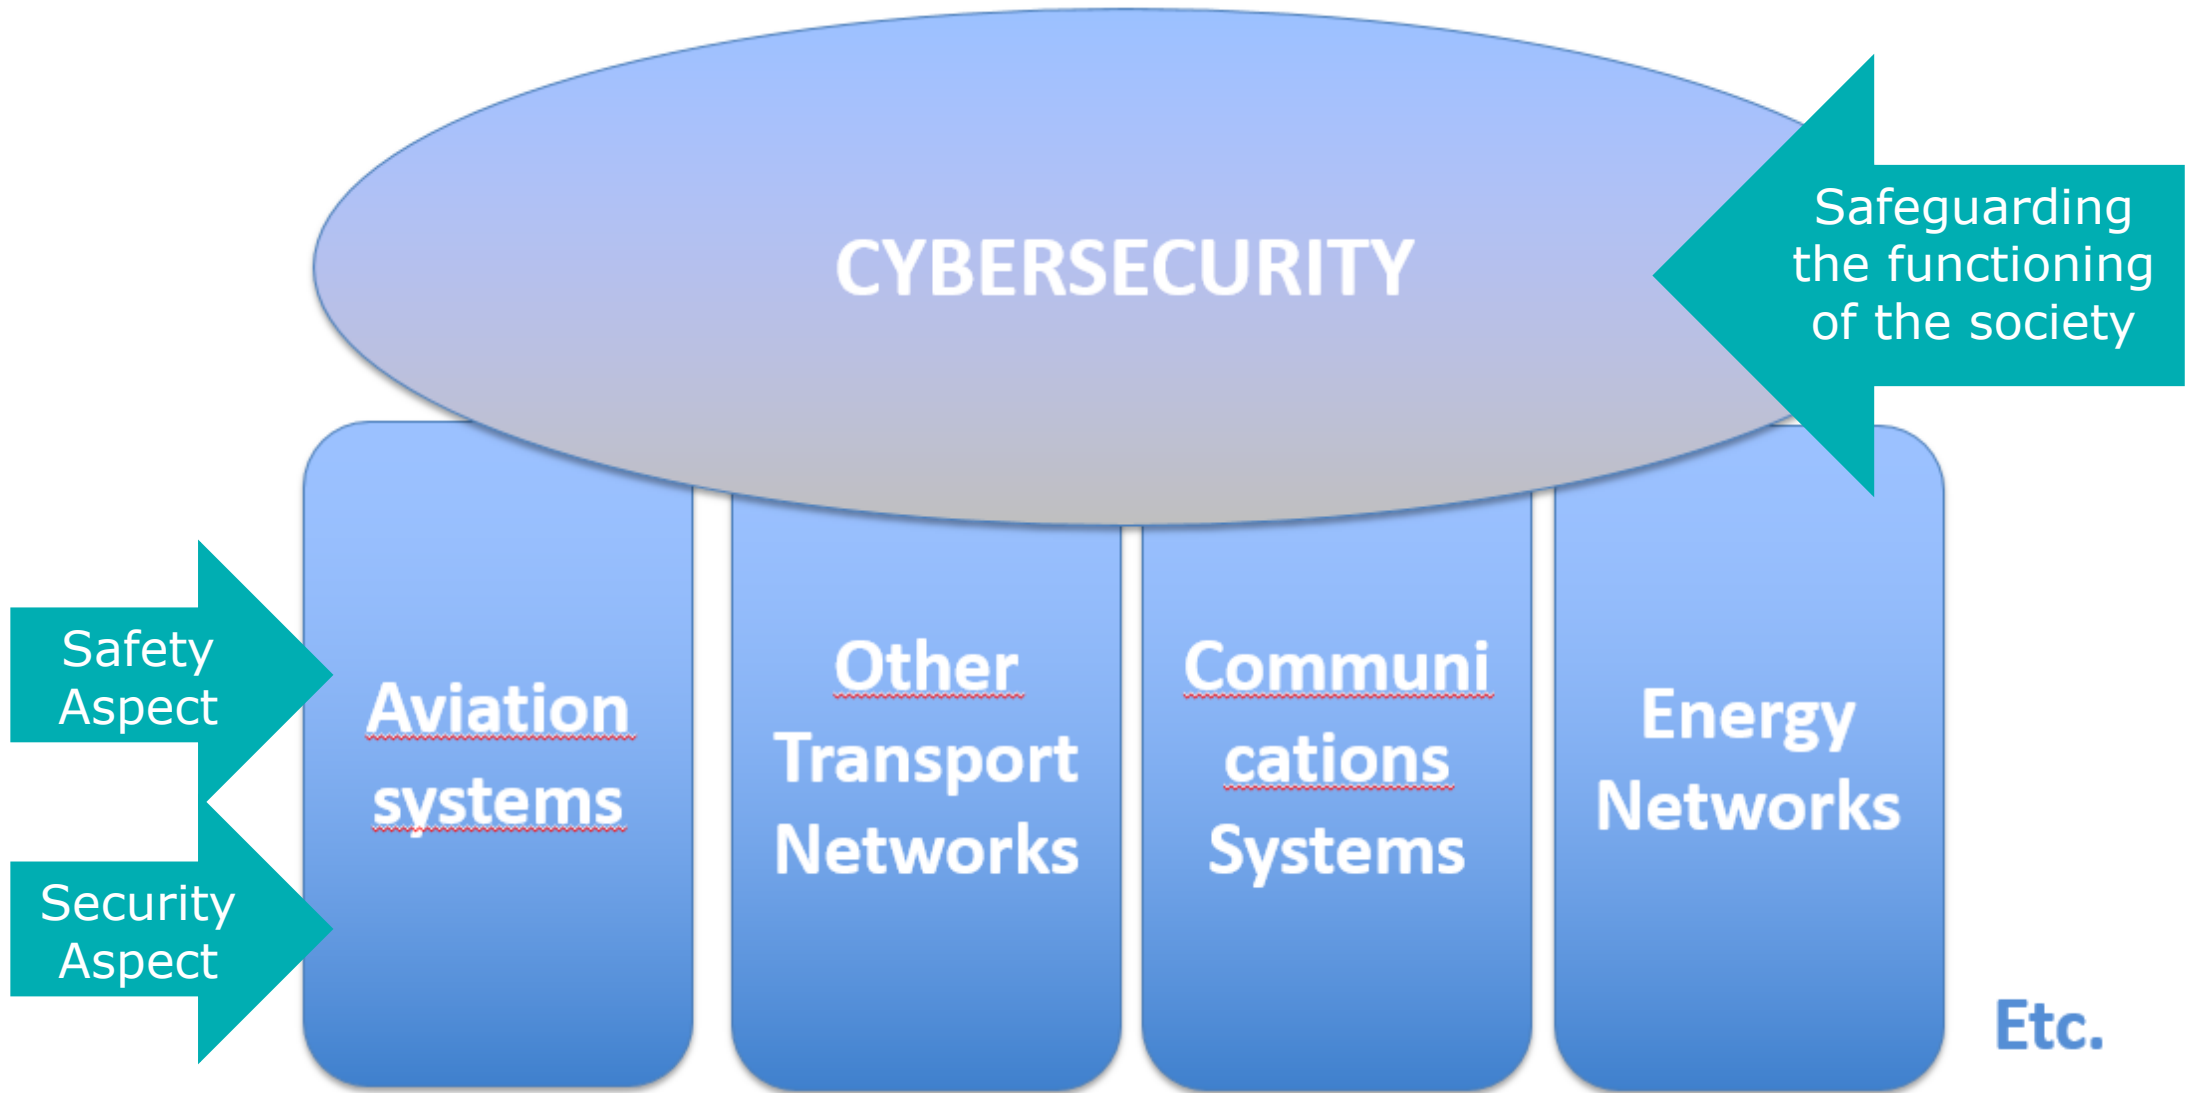 CYBERSECURITY
Safeguarding
the functioning
of the society
Safety
Aspect
Security
Aspect
Aviation
systems
Other
Transport
Networks
Communi
cations
Systems
Energy
Networks
Etc.